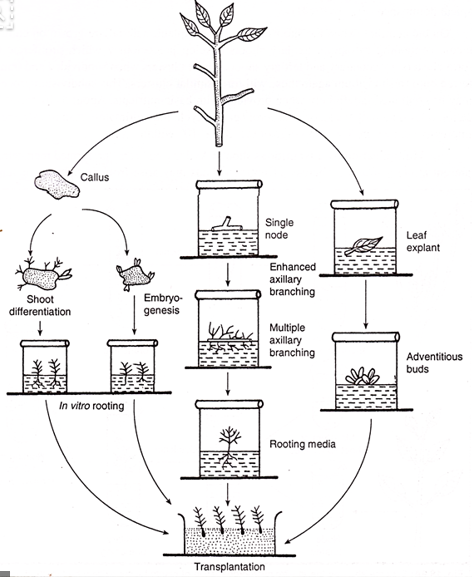 Callus
Single
node
Leaf
explant
Enhanced
axillary
branching
Shoot
differentiation
Embryo-
genesis
Multiple
axillary
branching
Adventitious
buds
In vitro rooting
Rooting media
Transplantation